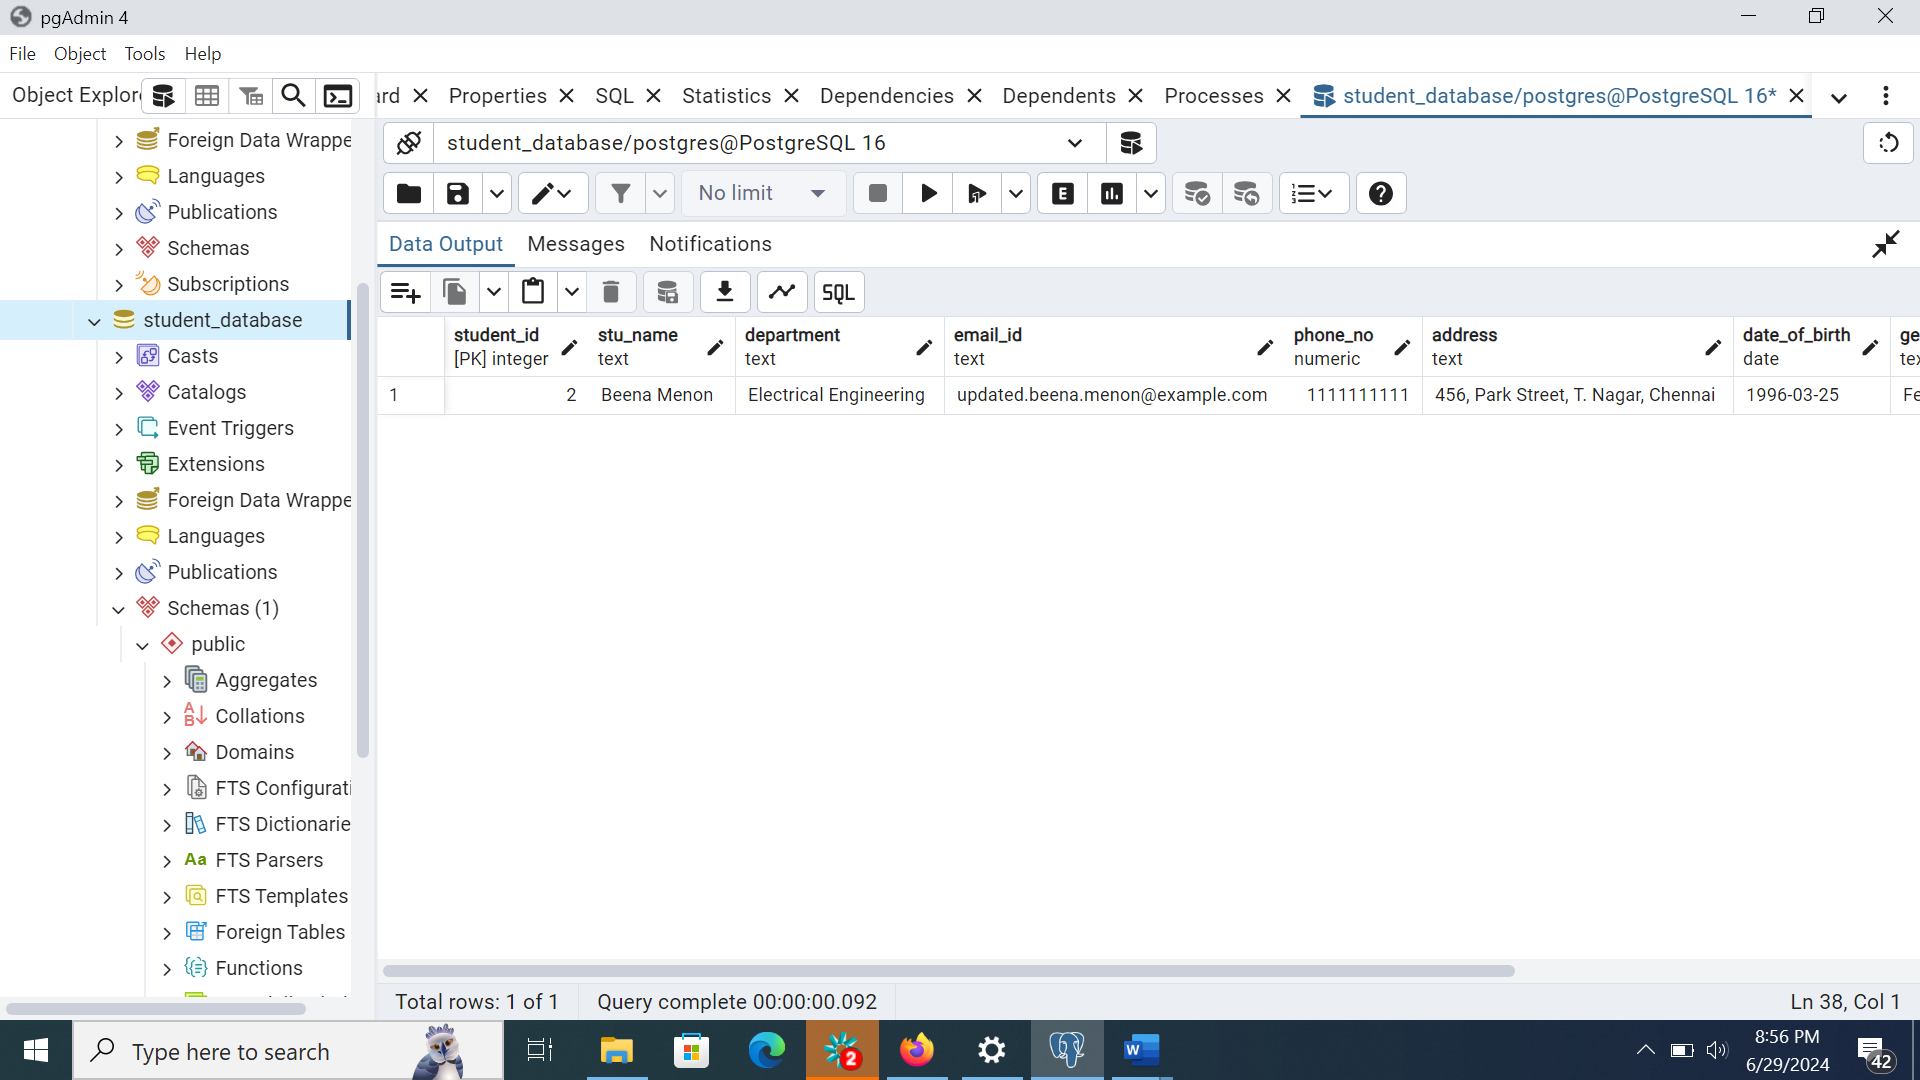 pgAdmin 4
File Object Tools Help
Object Explor
ard Properties SQL Statistics Dependencies Dependents Processes student_database/postgres@PostgreSQL 16*
student_database/postgres@PostgreSQL 16
No limit
E
Data Output Messages Notifications
SQL
student_id stu_name department email_id phone_no address date_of_birth ge
[PK] integer text text text numeric text date tex
1 2 Beena Menon Electrical Engineering updated.beena.menon@example.com 1111111111 456, Park Street, T. Nagar, Chennai 1996-03-25 Fe
Foreign Data Wrappe
Languages
Publications
Schemas
Subscriptions
student_database
Casts
Catalogs
Event Triggers
Extensions
Foreign Data Wrappe
Languages
Publications
Schemas (1)
public
Aggregates
Collations
Domains
FTS Configurati
FTS Dictionarie
Aa FTS Parsers
FTS Templates
Foreign Tables
Functions
Total rows: 1 of 1 Query complete 00:00:00.092 Ln 38, Col 1
Type here to search
2
W
8:56 PM
6/29/2024
42